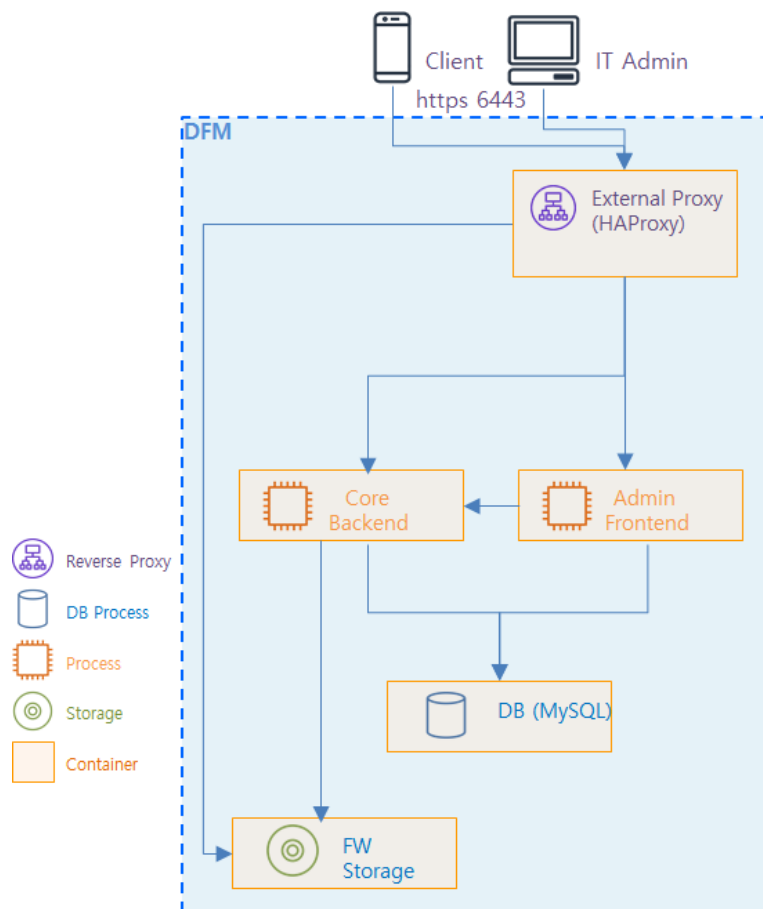 Client
IT Admin
https 6443
DFM
External Proxy
(HAProxy)
Core
Backend
Admin
Frontend
Reverse Proxy
DB Process
Process
Storage
Container
DB (MySQL)
FW
Storage